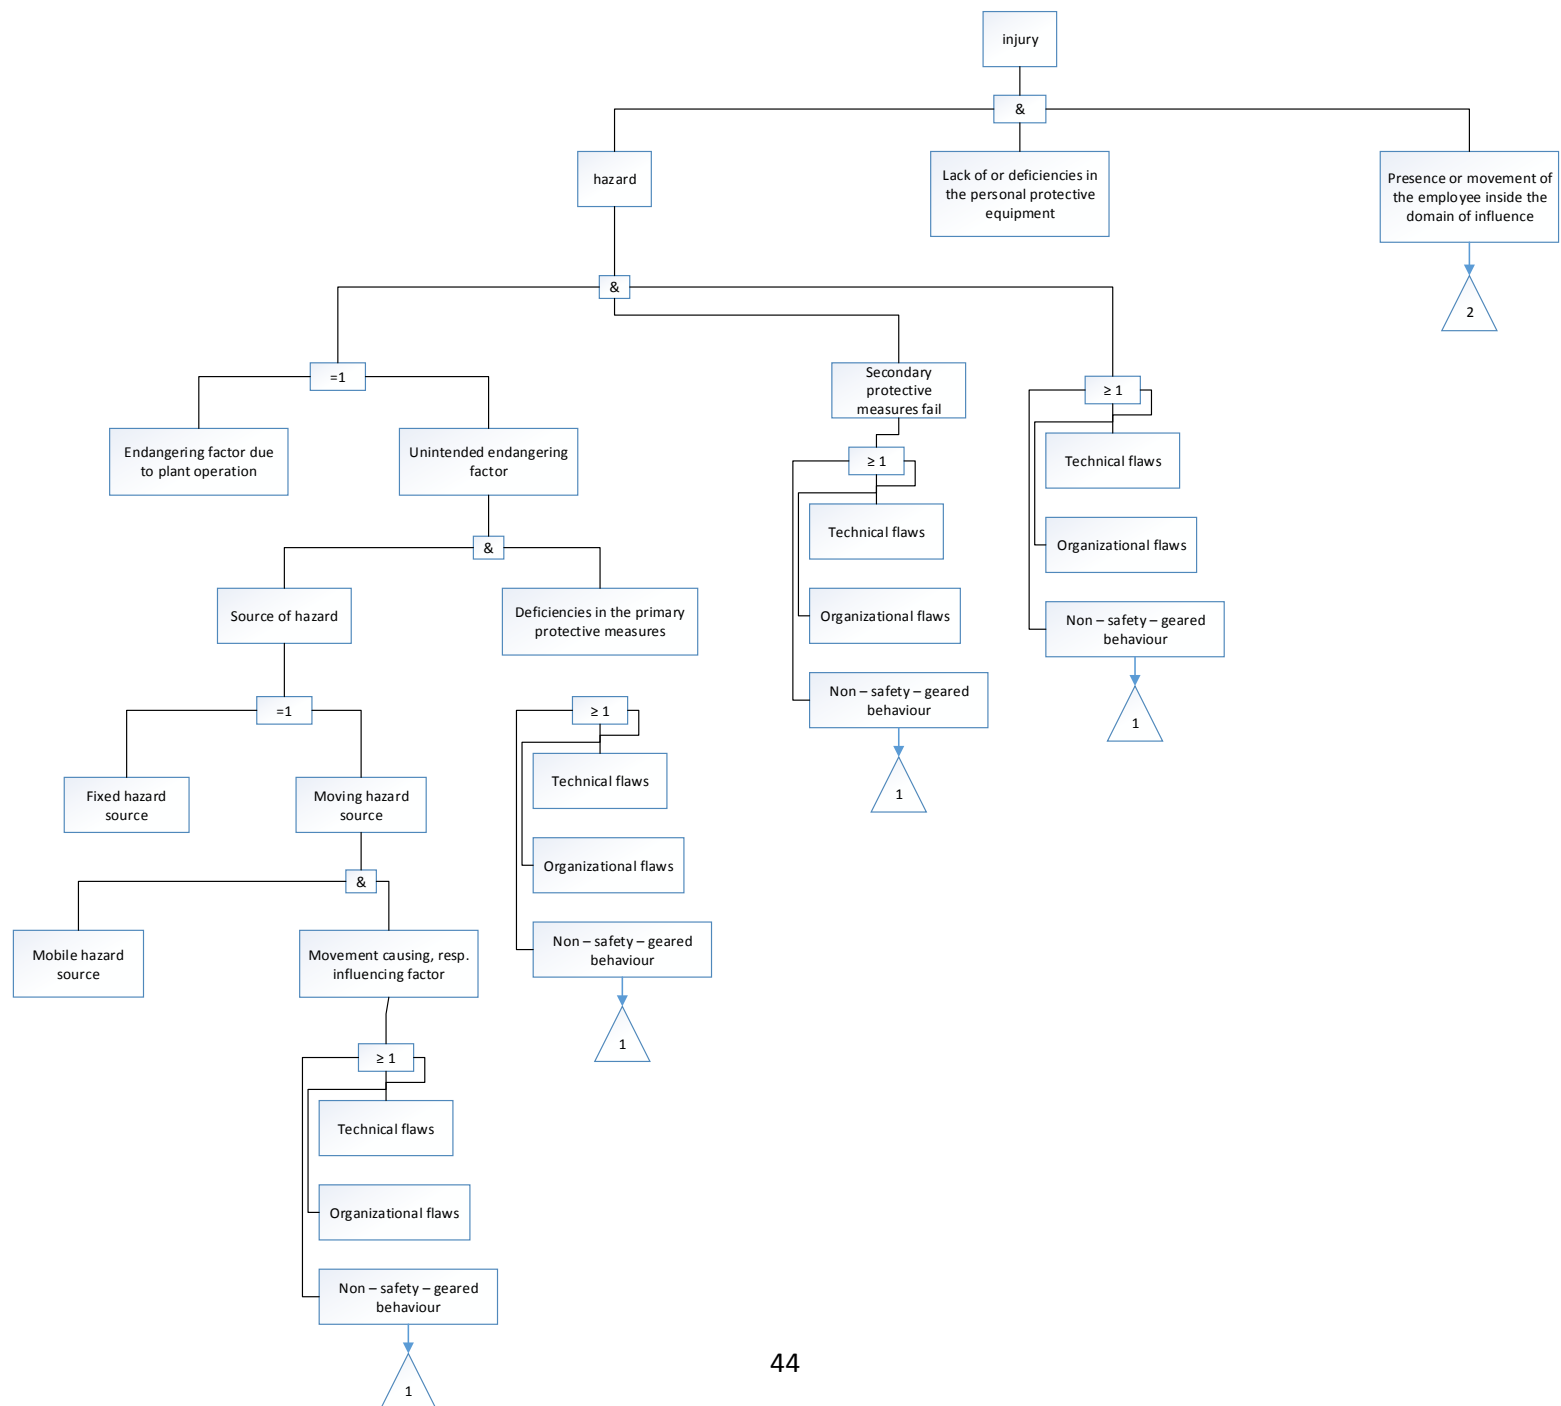 injury
&
hazard
Lack of or deficiencies in
the personal protective
equipment
Presence or movement of
the employee inside the
domain of influence
2
&
=1
Endangering factor due
to plant operation
Unintended endangering
factor
&
Source of hazard
Deficiencies in the primary
protective measures
=1
Fixed hazard
source
Moving hazard
source
&
Mobile hazard
source
Movement causing, resp.
influencing factor
≥ 1
Technical flaws
Organizational flaws
Non – safety – geared
behaviour
1
≥ 1
Technical flaws
Organizational flaws
Non – safety – geared
behaviour
1
Secondary
protective
measures fail
≥ 1
Technical flaws
Organizational flaws
Non – safety – geared
behaviour
1
≥ 1
Technical flaws
Organizational flaws
Non – safety – geared
behaviour
1
44